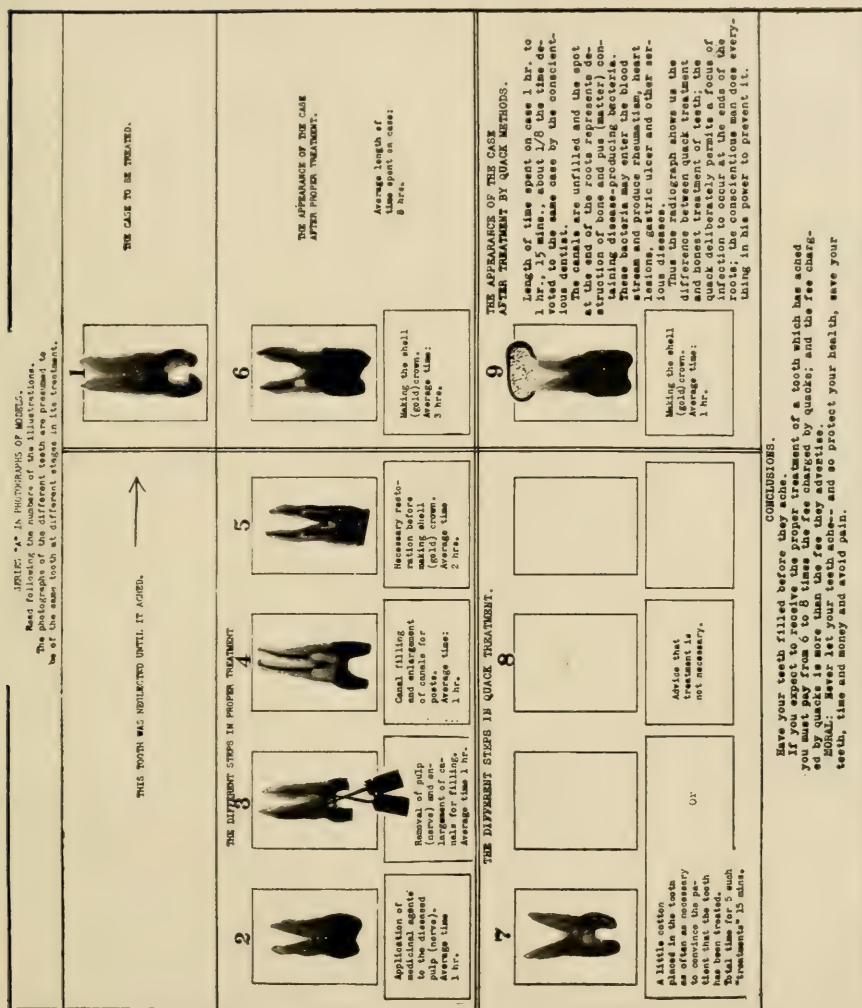 SERIES "A" IN PHOTOGRAPHS OF MODELS.
Read following the numbers of the illustrations.
The photographs of the different teeth are presumed to
be of the same tooth at different stages in its treatment.
THIS TOOTH WAS NEGLECTED UNTIL IT ACHED.
1
THE CASE TO BE TREATED.
THE DIFFERENT STEPS IN PROPER TREATMENT
2
Application of
medicinal agents
to the diseased
pulp (nerve).
Average time
1 hr.
3
Removal of pulp
(nerve) and en-
largement of ca-
nals for filling.
Average time 1 hr.
4
Canal filling
and enlargement
of canals for
posts.
Average time:
1 hr.
5
Necessary resto-
ration before
making shell
(gold) crown.
Average time
2 hrs.
6
Making the shell
(gold) crown.
Average time:
3 hrs.
THE APPEARANCE OF THE CASE
AFTER PROPER TREATMENT.
Average length of
time spent on case:
8 hrs.
THE DIFFERENT STEPS IN QUACK TREATMENT.
7
A little cotton
placed in the tooth
as often as necessary
to convince the pa-
tient that the tooth
has been treated.
Total time for 5 such
"treatments" 15 mins.
Or
8
Advice that
treatment is
not necessary.
9
Making the shell
(gold) crown.
Average time:
1 hr.
THE APPEARANCE OF THE CASE
AFTER TREATMENT BY QUACK METHODS.
Length of time spent on case 1 hr. to
1 hr., 15 mins., about 1/8 the time de-
voted to the same case by the conscient-
ious dentist.
The canals are unfilled and the spot
at the end of the roots represents de-
struction of bone and pus (matter) con-
taining disease-producing bacteria.
These bacteria may enter the blood
stream and produce rheumatism, heart
lesions, gastric ulcer and other ser-
ious diseases.
Thus the radiograph shows us the
difference between quack treatment
and honest treatment of teeth; the
quack deliberately permits a focus of
infection to occur at the ends of the
roots; the conscientious man does every-
thing in his power to prevent it.
CONCLUSIONS.
Have your teeth filled before they ache.
If you expect to receive the proper treatment of a tooth which has ached
you must pay from 6 to 8 times the fee charged by quacks; and the fee charg-
ed by quacks is more than the fee they advertise.
MORAL: Never let your teeth ache-- and so protect your health, save your
teeth, time and money and avoid pain.